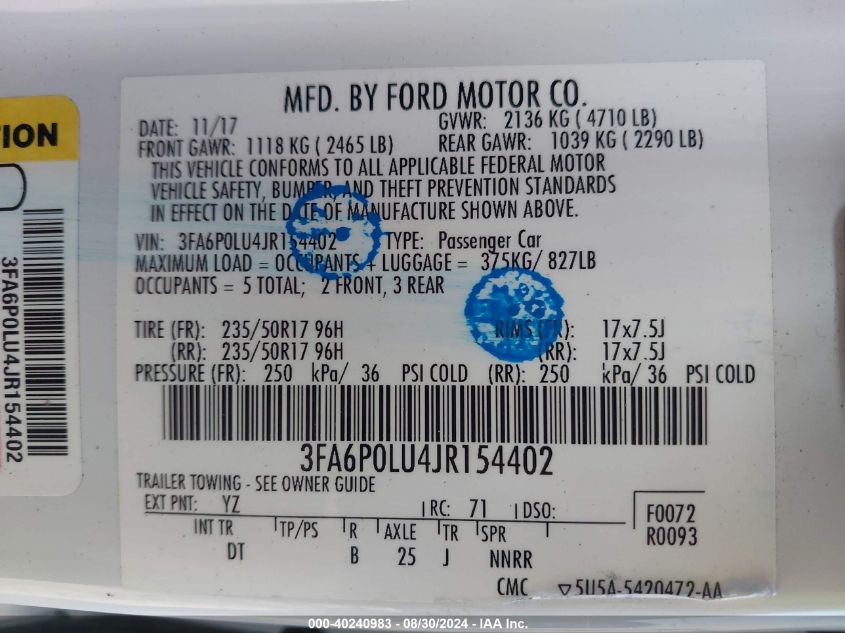 TION
3FA6P0LU4JR154402
MFD. BY FORD MOTOR CO.
DATE: 11/17 GVWR: 2136 KG ( 4710 LB)
FRONT GAWR: 1118 KG ( 2465 LB) REAR GAWR: 1039 KG ( 2290 LB)
THIS VEHICLE CONFORMS TO ALL APPLICABLE FEDERAL MOTOR
VEHICLE SAFETY, BUMPER, AND THEFT PREVENTION STANDARDS
IN EFFECT ON THE DATE OF MANUFACTURE SHOWN ABOVE.
VIN: 3FA6P0LU4JR154402 TYPE: Passenger Car
MAXIMUM LOAD = OCCUPANTS + LUGGAGE = 375KG/ 827LB
OCCUPANTS = 5 TOTAL; 2 FRONT, 3 REAR
TIRE (FR): 235/50R17 96H RIMS (FR): 17x7.5J
(RR): 235/50R17 96H (RR): 17x7.5J
PRESSURE (FR): 250 kPa/ 36 PSI COLD (RR): 250 kPa/ 36 PSI COLD
3FA6P0LU4JR154402
TRAILER TOWING - SEE OWNER GUIDE
EXT PNT: YZ RC: 71 DSO: F0072
INT TR TP/PS R AXLE TR SPR R0093
DT B 25 J NNRR
CMC ▽5U5A-5420472-AA
000-40240983 - 08/30/2024 - IAA Inc.